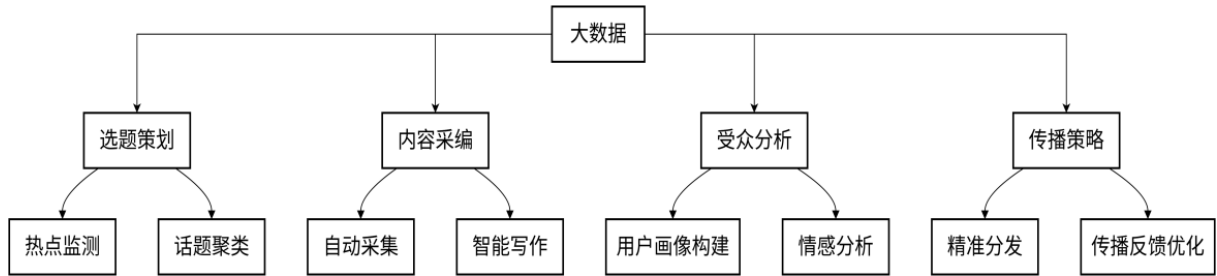 大数据
选题策划
内容采编
受众分析
传播策略
热点监测
话题聚类
自动采集
智能写作
用户画像构建
情感分析
精准分发
传播反馈优化